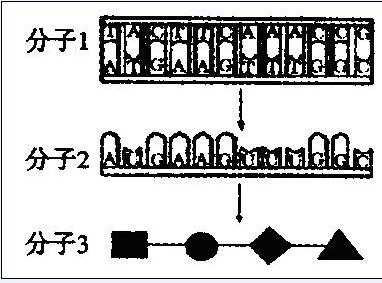 T A C T T C A A A C C G
分子1
A T G A A G T T T G G C
分子2 A U G A A G U U U G G C
分子3